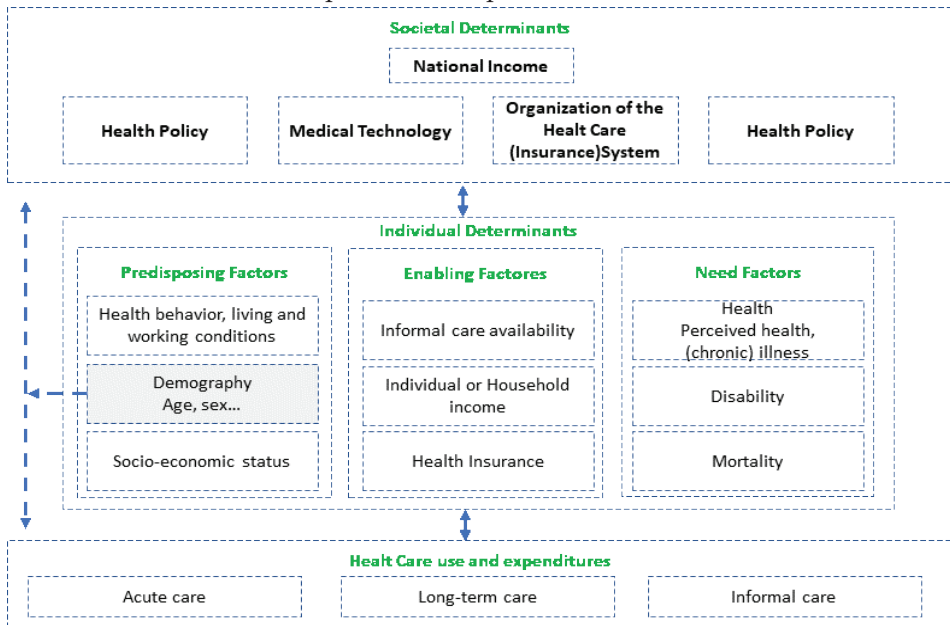 Societal Determinants
National Income
Health Policy
Medical Technology
Organization of the
Healt Care
(Insurance)System
Health Policy
Individual Determinants
Predisposing Factors
Health behavior, living and
working conditions
Demography
Age, sex...
Socio-economic status
Enabling Factores
Informal care availability
Individual or Household
income
Health Insurance
Need Factors
Health
Perceived health,
(chronic) illness
Disability
Mortality
Healt Care use and expenditures
Acute care
Long-term care
Informal care